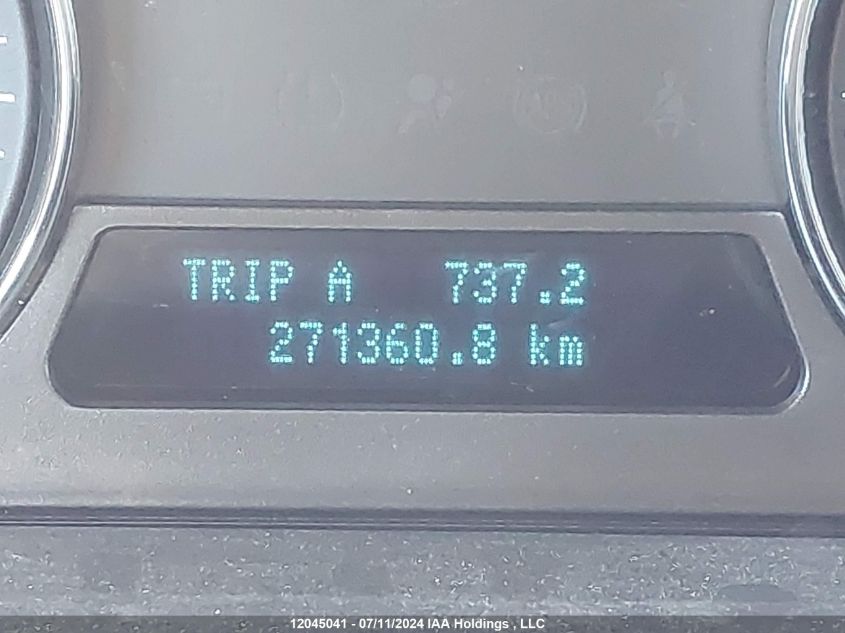 TRIP A 737.2
271360.8 km
12045041 - 07/11/2024 IAA Holdings , LLC